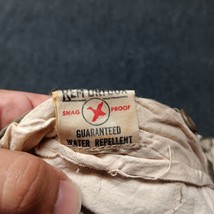 SNAG PROOF
GUARANTEED
WATER REPELLENT